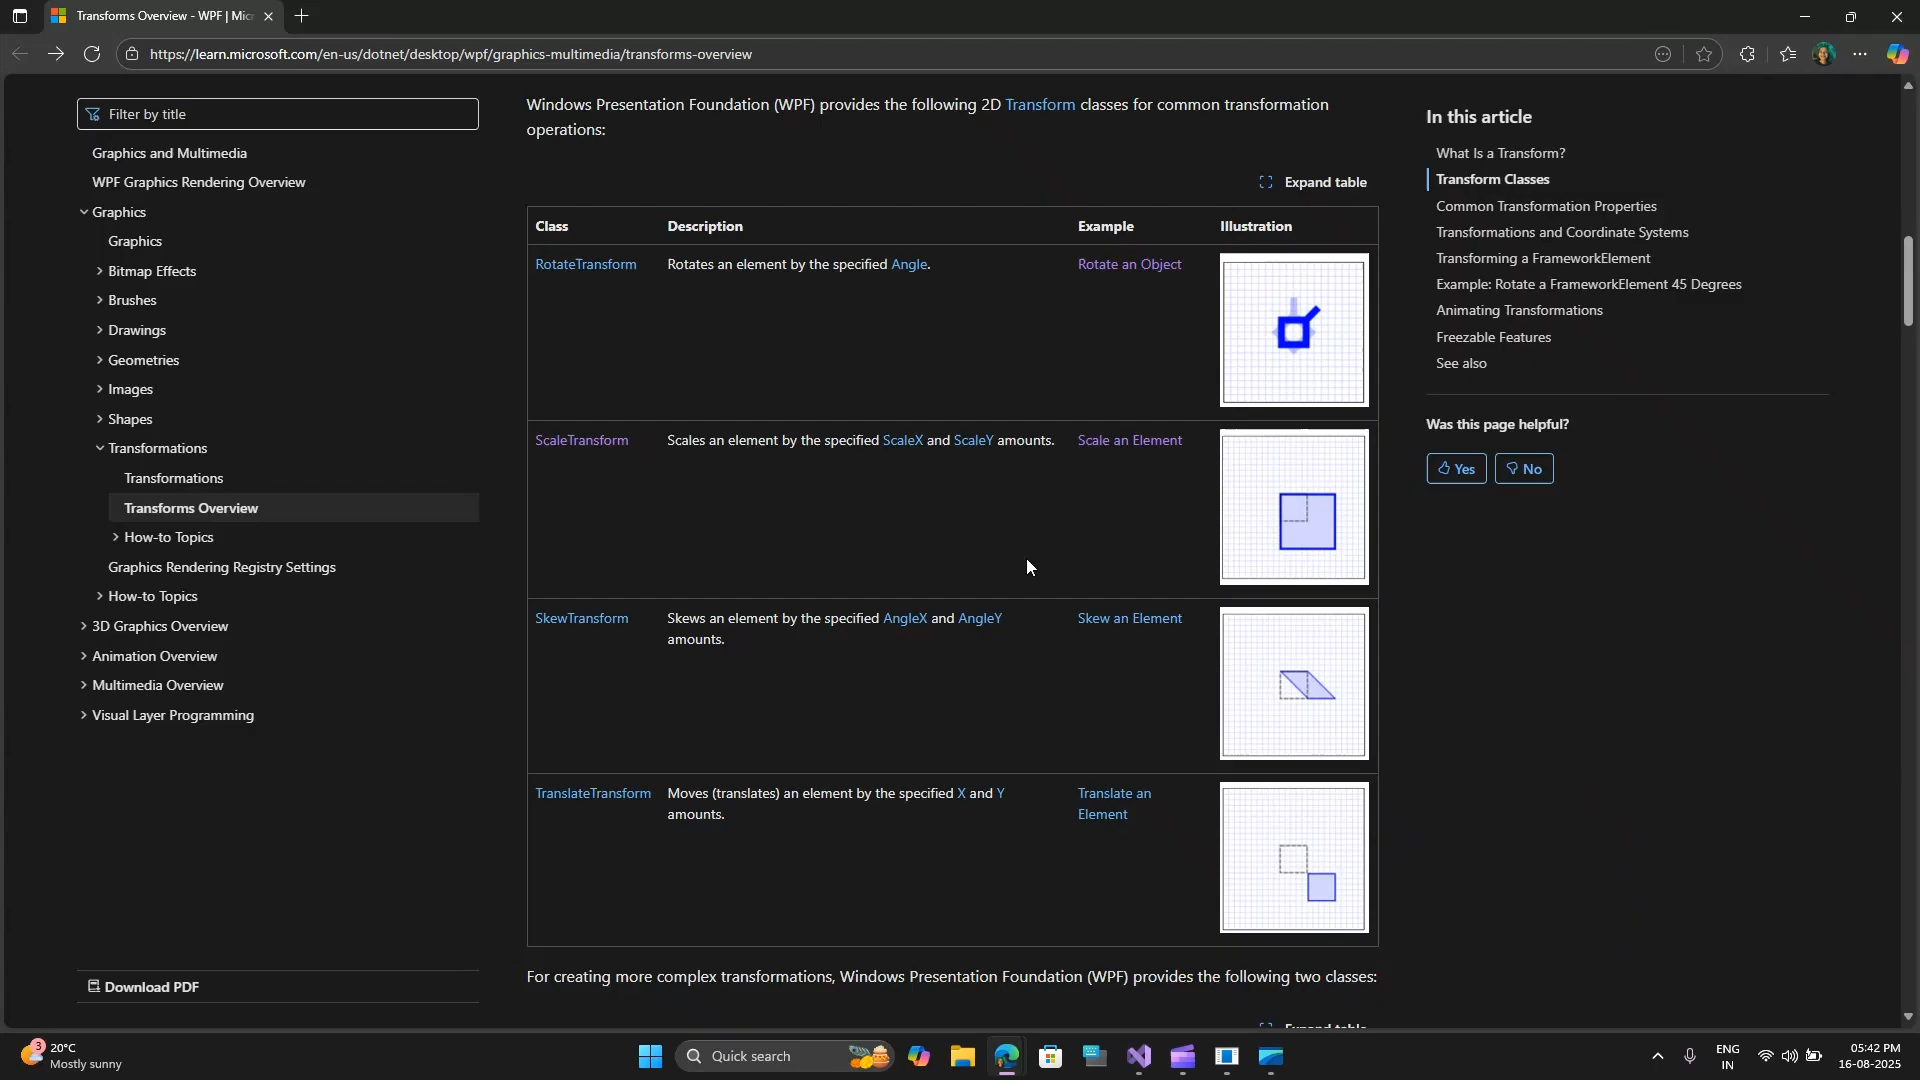 Transforms Overview - WPF | Mic
https://learn.microsoft.com/en-us/dotnet/desktop/wpf/graphics-multimedia/transforms-overview
Filter by title
Graphics and Multimedia
WPF Graphics Rendering Overview
Graphics
Graphics
Bitmap Effects
Brushes
Drawings
Geometries
Images
Shapes
Transformations
Transformations
Transforms Overview
How-to Topics
Graphics Rendering Registry Settings
How-to Topics
3D Graphics Overview
Animation Overview
Multimedia Overview
Visual Layer Programming
Download PDF
Windows Presentation Foundation (WPF) provides the following 2D Transform classes for common transformation
operations:
Expand table
Class Description Example Illustration
RotateTransform Rotates an element by the specified Angle. Rotate an Object
ScaleTransform Scales an element by the specified ScaleX and ScaleY amounts. Scale an Element
SkewTransform Skews an element by the specified AngleX and AngleY Skew an Element
amounts.
TranslateTransform Moves (translates) an element by the specified X and Y Translate an
amounts. Element
For creating more complex transformations, Windows Presentation Foundation (WPF) provides the following two classes:
Expand table
In this article
What Is a Transform?
Transform Classes
Common Transformation Properties
Transformations and Coordinate Systems
Transforming a FrameworkElement
Example: Rotate a FrameworkElement 45 Degrees
Animating Transformations
Freezable Features
See also
Was this page helpful?
Yes No
3
20°C
Mostly sunny
Quick search
ENG
IN
05:42 PM
16-08-2025